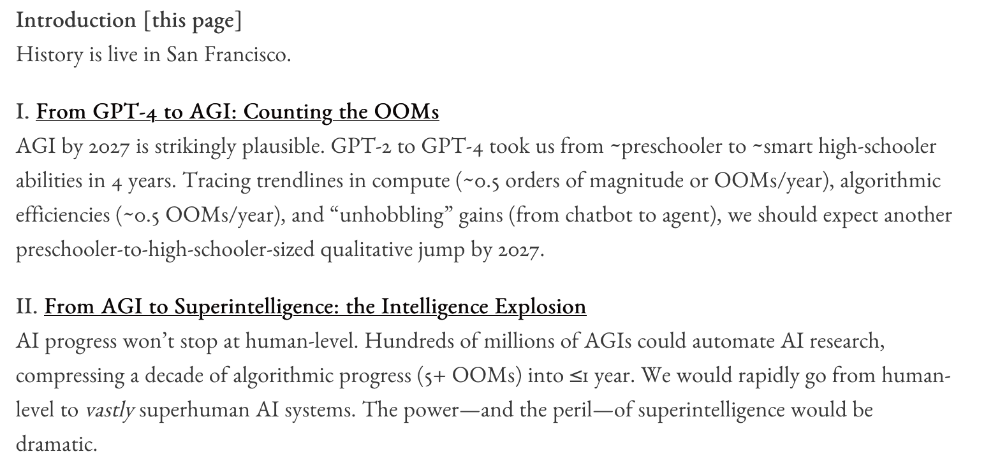 Introduction [this page]
History is live in San Francisco.
I. From GPT-4 to AGI: Counting the OOMs
AGI by 2027 is strikingly plausible. GPT-2 to GPT-4 took us from ~preschooler to ~smart high-schooler
abilities in 4 years. Tracing trendlines in compute (~0.5 orders of magnitude or OOMs/year), algorithmic
efficiencies (~0.5 OOMs/year), and “unhobbling” gains (from chatbot to agent), we should expect another
preschooler-to-high-schooler-sized qualitative jump by 2027.
II. From AGI to Superintelligence: the Intelligence Explosion
AI progress won’t stop at human-level. Hundreds of millions of AGIs could automate AI research,
compressing a decade of algorithmic progress (5+ OOMs) into ≤1 year. We would rapidly go from human-
level to vastly superhuman AI systems. The power—and the peril—of superintelligence would be
dramatic.